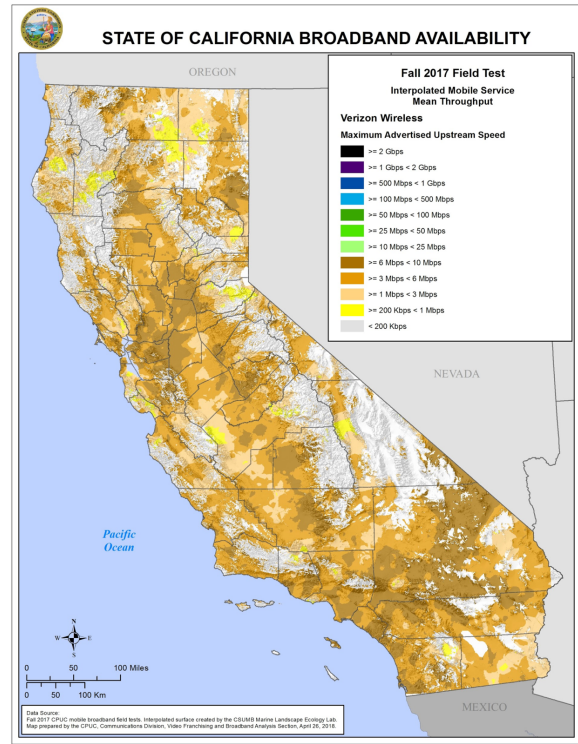 STATE OF CALIFORNIA BROADBAND AVAILABILITY
OREGON
Fall 2017 Field Test
Interpolated Mobile Service
Mean Throughput
Verizon Wireless
Maximum Advertised Upstream Speed
>= 2 Gbps
>= 1 Gbps < 2 Gbps
>= 500 Mbps < 1 Gbps
>= 100 Mbps < 500 Mbps
>= 50 Mbps < 100 Mbps
>= 25 Mbps < 50 Mbps
>= 10 Mbps < 25 Mbps
>= 6 Mbps < 10 Mbps
>= 3 Mbps < 6 Mbps
>= 1 Mbps < 3 Mbps
>= 200 Kbps < 1 Mbps
< 200 Kbps
NEVADA
Pacific
Ocean
N
W E
S
0 50 100 Miles
0 50 100 Km
MEXICO
Data Source:
Fall 2017 CPUC mobile broadband field tests. Interpolated surface created by the CSUMB Marine Landscape Ecology Lab.
Map prepared by the CPUC, Communications Division, Video Franchising and Broadband Analysis Section, April 26, 2018.